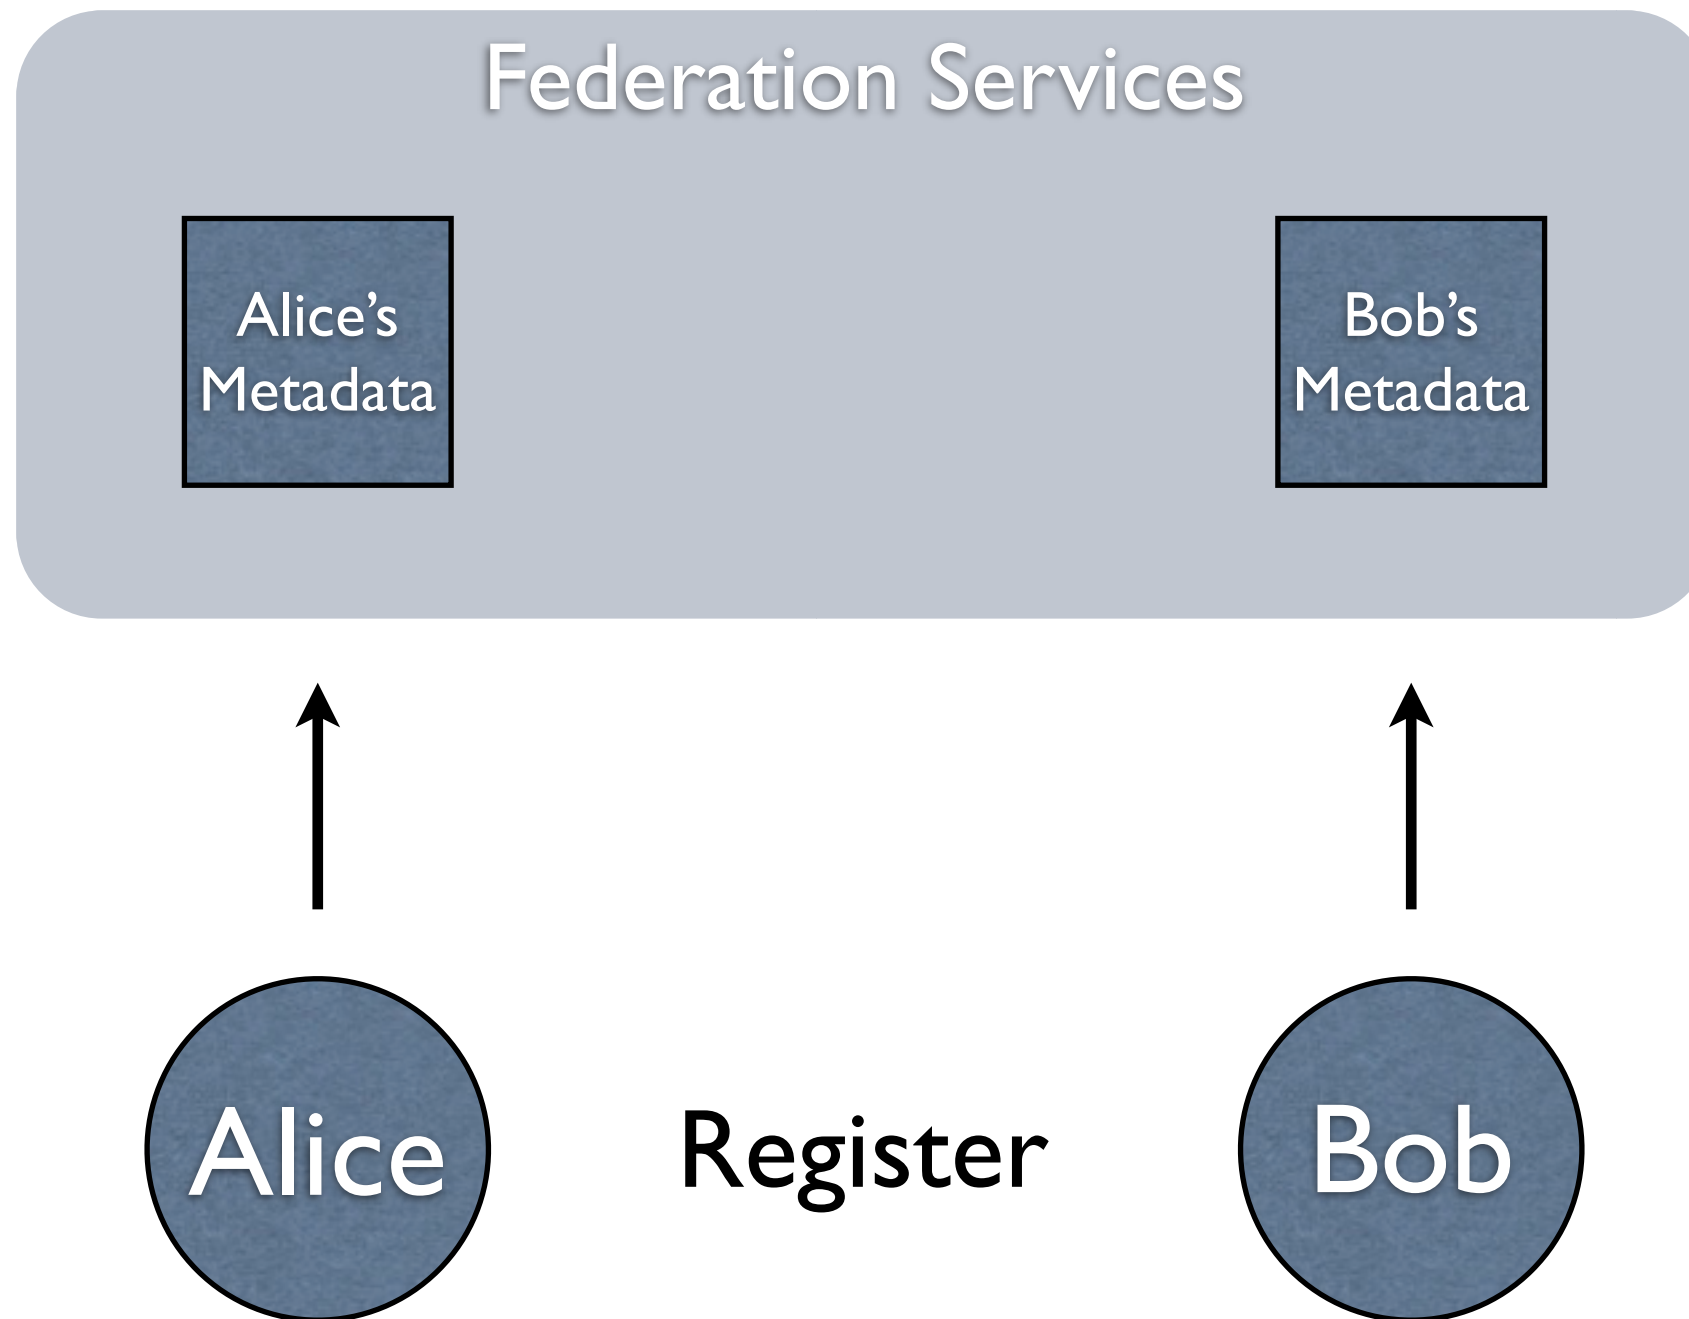 Federation Services
Alice’s
Metadata
Bob’s
Metadata
Alice
Register
Bob